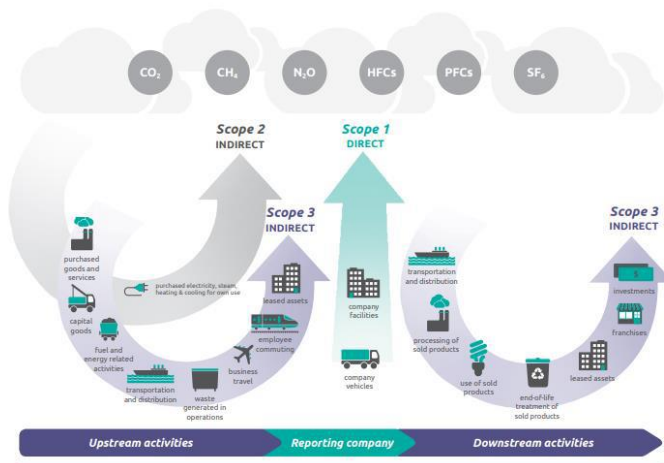 CO₂ CH₄ N₂O HFCs PFCs SF₆
Scope 2
INDIRECT
Scope 1
DIRECT
Scope 3
INDIRECT
Scope 3
INDIRECT
purchased
goods and
services
capital
goods
fuel and
energy related
activities
transportation
and distribution
waste
generated in
operations
business
travel
employee
commuting
leased assets
purchased electricity, steam,
heating & cooling for own use
company
facilities
company
vehicles
transportation
and distribution
processing of
sold products
use of sold
products
end-of-life
treatment of
sold products
leased assets
franchises
investments
$
Upstream activities
Reporting company
Downstream activities